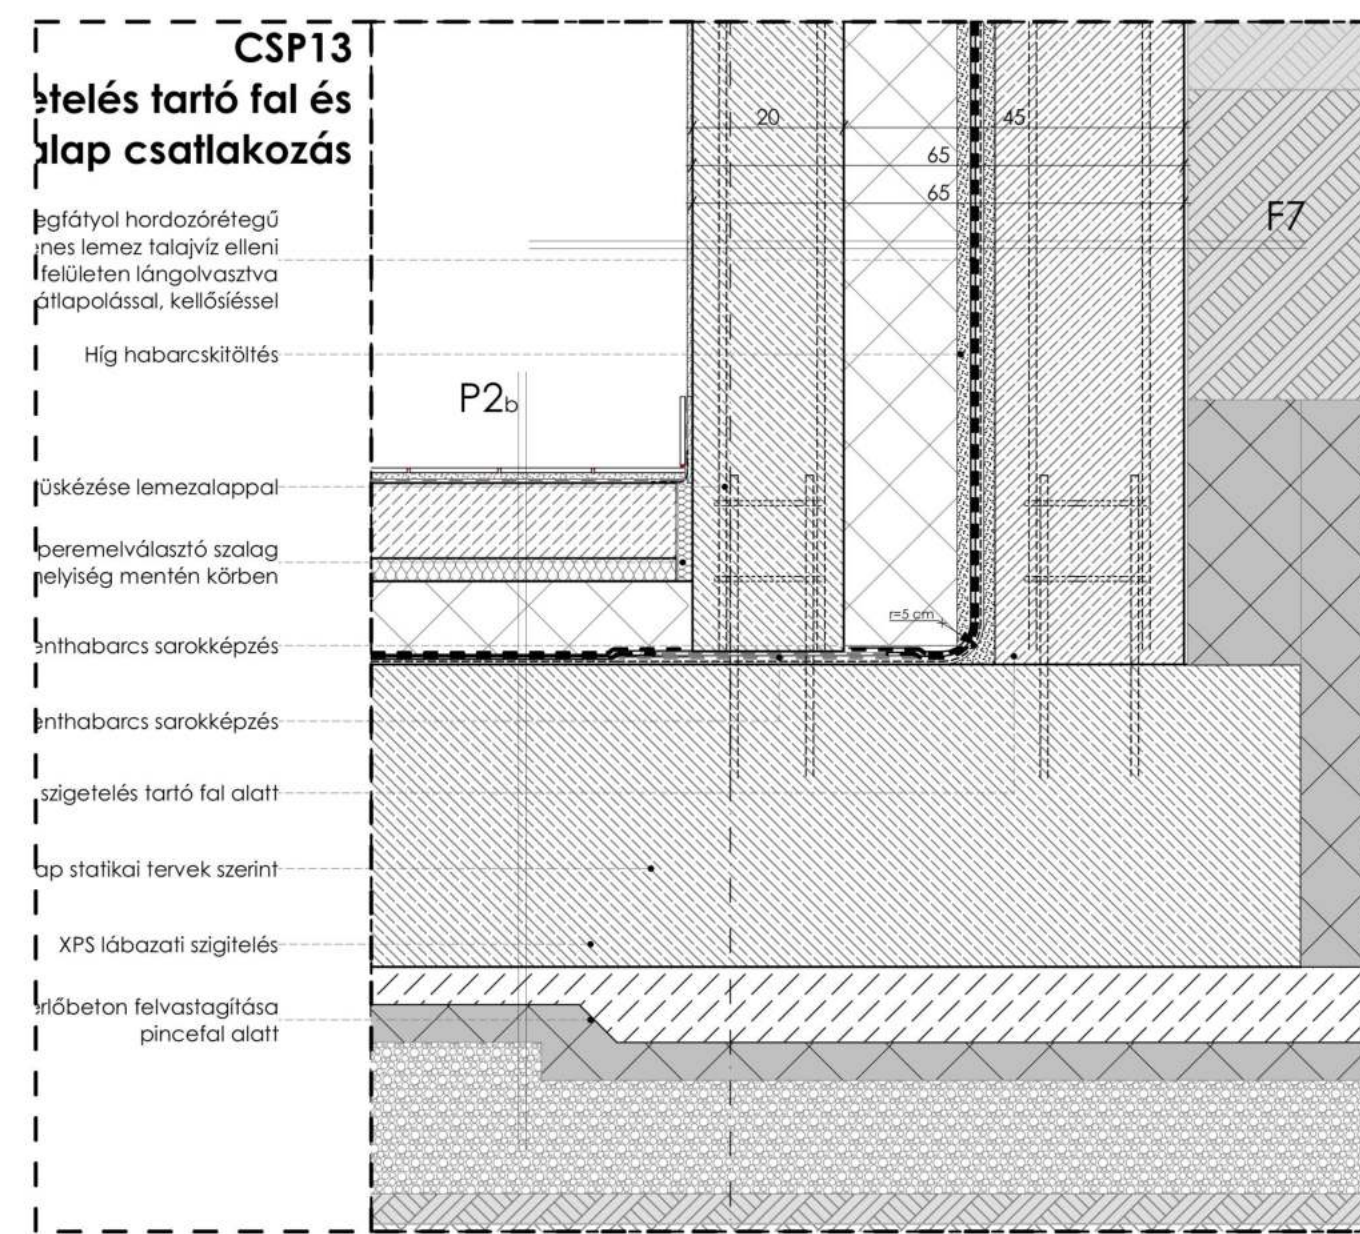 CSP13
etelés tartó fal és
alap csatlakozás
egfátyol hordozórétegű
enes lemez talajvíz elleni
felületen lángolvasztva
átlapolással, kellősíéssel
Híg habarcskitöltés
tüskézése lemezalappal
peremelválasztó szalag
helyiség mentén körben
enthabarcs sarokképzés
enthabarcs sarokképzés
szigetelés tartó fal alatt
ap statikai tervek szerint
XPS lábazati szigitelés
erlőbeton felvastagítása
pincefal alatt
20
45
65
65
F7
P2b
r=5 cm